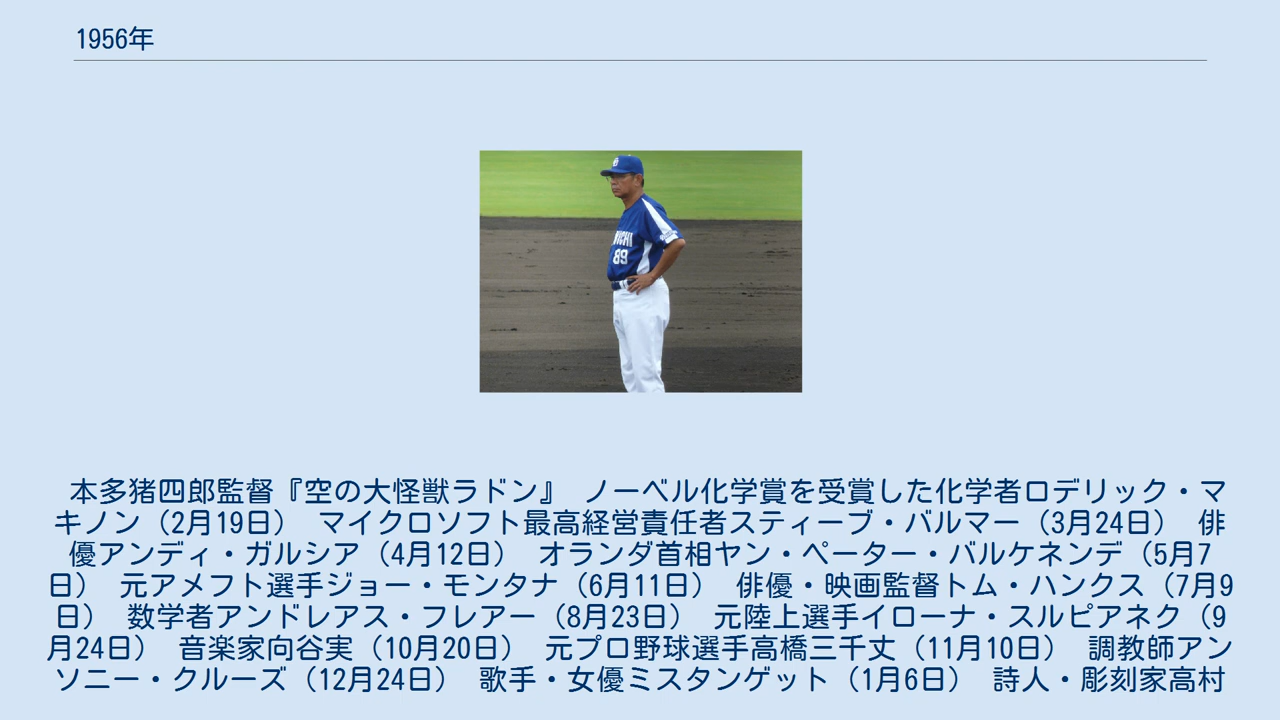 1956年
NICHI
89
本多猪四郎監督『空の大怪獣ラドン』 ノーベル化学賞を受賞した化学者ロデリック・マ
キノン（2月19日） マイクロソフト最高経営責任者スティーブ・バルマー（3月24日） 俳
優アンディ・ガルシア（4月12日） オランダ首相ヤン・ペーター・バルケネンデ（5月7
日） 元アメフト選手ジョー・モンタナ（6月11日） 俳優・映画監督トム・ハンクス（7月9
日） 数学者アンドレアス・フレアー（8月23日） 元陸上選手イローナ・スルピアネク（9
月24日） 音楽家向谷実（10月20日） 元プロ野球選手高橋三千丈（11月10日） 調教師アン
ソニー・クルーズ（12月24日） 歌手・女優ミスタンゲット（1月6日） 詩人・彫刻家高村